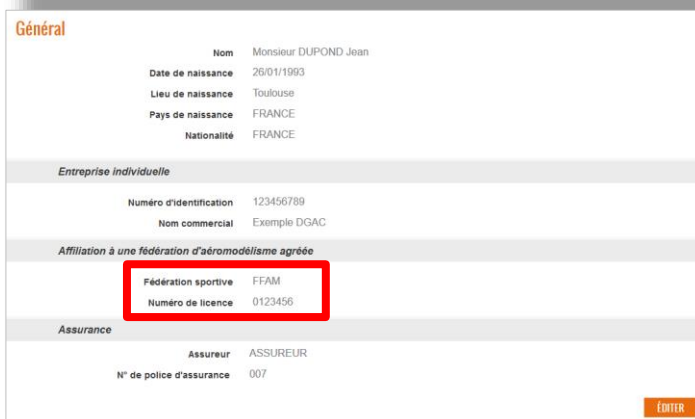 Général
Nom Monsieur DUPOND Jean
Date de naissance 26/01/1993
Lieu de naissance Toulouse
Pays de naissance FRANCE
Nationalité FRANCE
Entreprise individuelle
Numéro d'identification 123456789
Nom commercial Exemple DGAC
Affiliation à une fédération d'aéromodélisme agréée
Fédération sportive FFAM
Numéro de licence 0123456
Assurance
Assureur ASSUREUR
N° de police d'assurance 007
ÉDITER